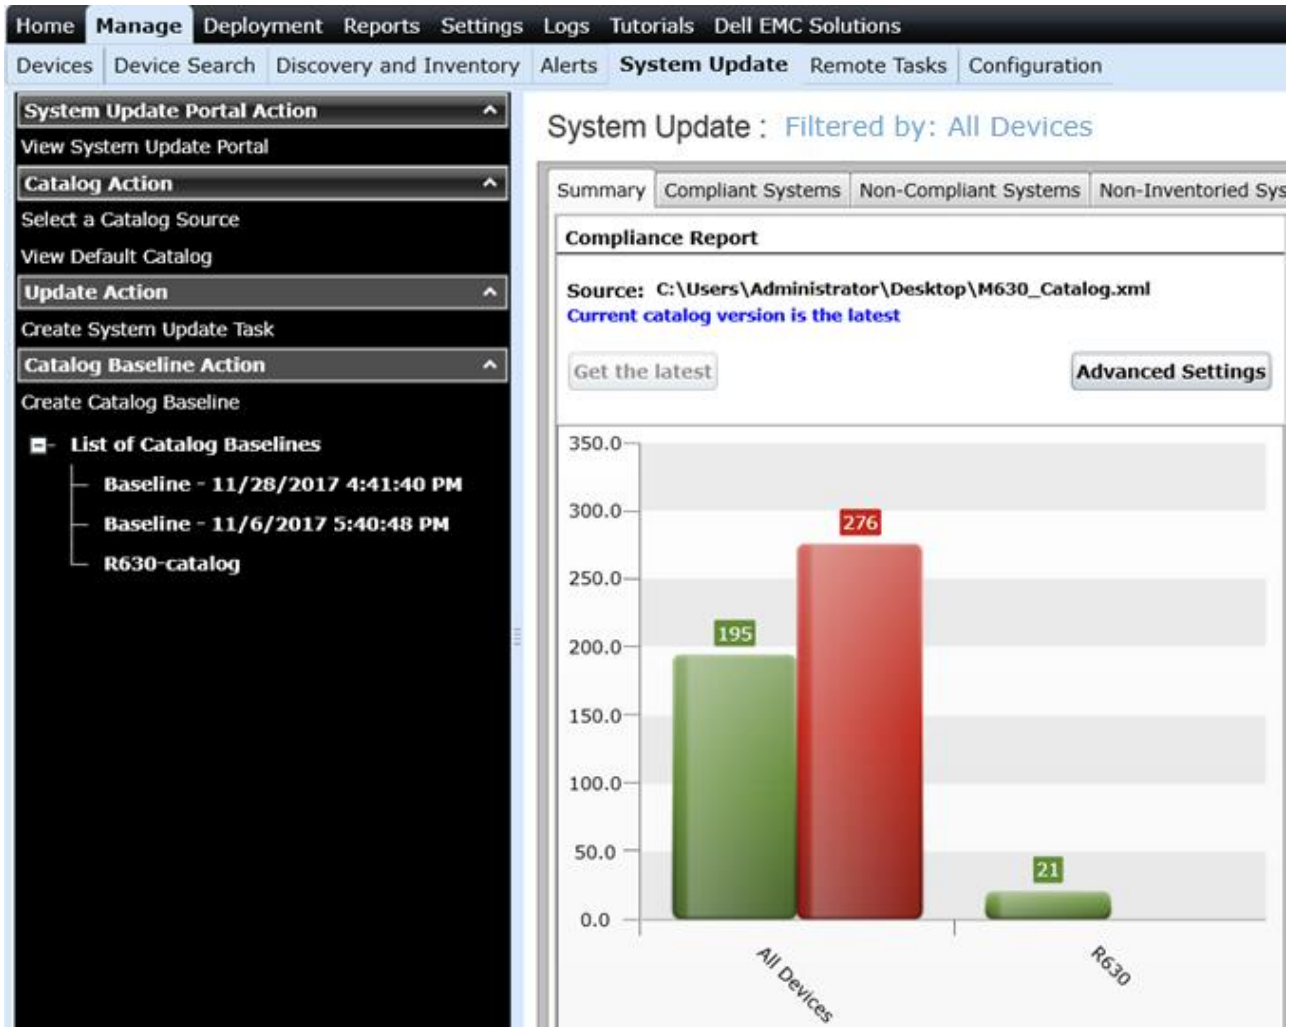 Home Manage Deployment Reports Settings Logs Tutorials Dell EMC Solutions
Devices Device Search Discovery and Inventory Alerts System Update Remote Tasks Configuration
System Update Portal Action
View System Update Portal
Catalog Action
Select a Catalog Source
View Default Catalog
Update Action
Create System Update Task
Catalog Baseline Action
Create Catalog Baseline
List of Catalog Baselines
Baseline - 11/28/2017 4:41:40 PM
Baseline - 11/6/2017 5:40:48 PM
R630-catalog
System Update : Filtered by: All Devices
Summary Compliant Systems Non-Compliant Systems Non-Inventoried Sys
Compliance Report
Source: C:\Users\Administrator\Desktop\M630_Catalog.xml
Current catalog version is the latest
Get the latest Advanced Settings
350.0
300.0
276
250.0
195
200.0
150.0
100.0
50.0
21
0.0
All Devices R630